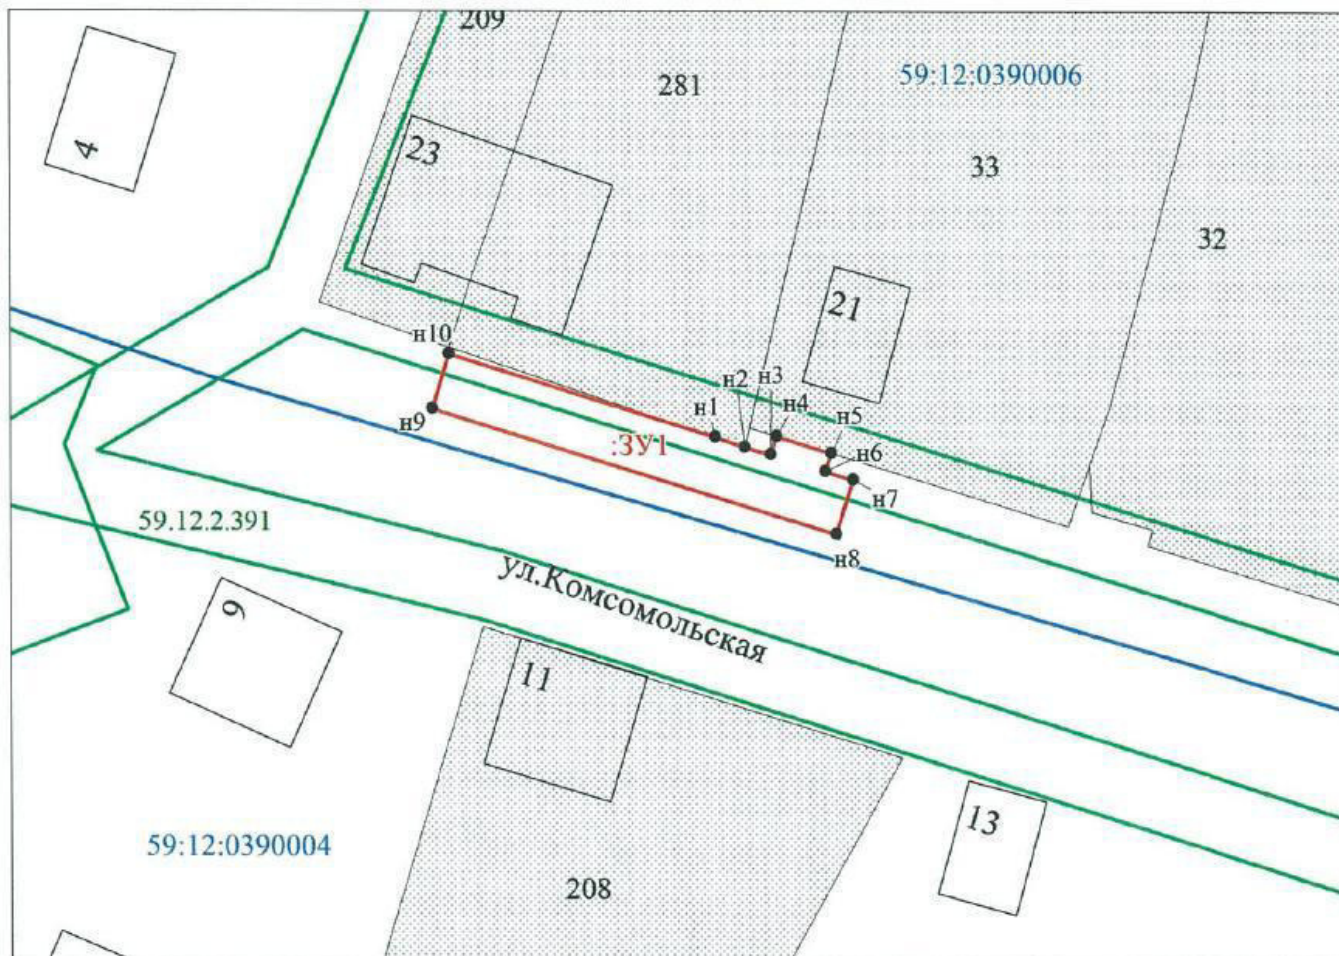 209
281
59:12:0390006
4
23
33
32
21
н10
н2
н3
н4
н1
н5
н9
:ЗУ1
н6
н7
59.12.2.391
н8
ул.Комсомольская
9
11
13
59:12:0390004
208